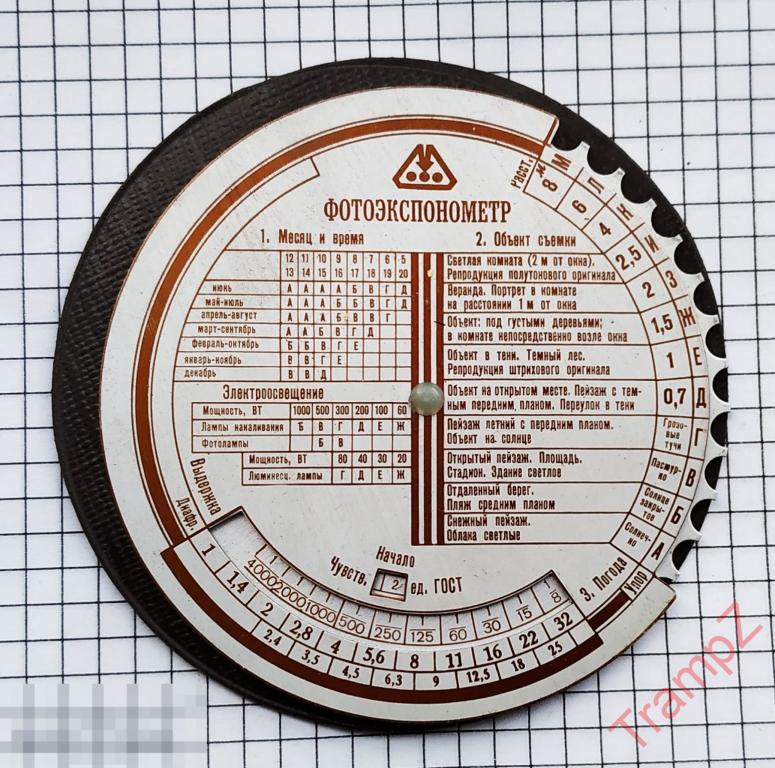 ФОТОЭКСПОНОМЕТР
1. Месяц и время
12 11 10 9 8 7 6 5
13 14 15 16 17 18 19 20
июнь А А А А Б В Г Д
май-июль А А А Б Б В Г Д
апрель-август А А А Б В В Г
март-сентябрь А А Б В Г Д
февраль-октябрь Б Б В Г Е
январь-ноябрь В В Г Е
декабрь В В Д
Электроосвещение
Мощность, ВТ 1000 500 300 200 100 60
Лампы накаливания Б В Г Д Е Ж
Фотолампы Б В
Мощность, ВТ 80 40 30 20
Люминесц. лампы Г Д Д Е
2. Объект съемки
Светлая комната (2 м от окна).
Репродукция полутонового оригинала
Веранда. Портрет в комнате
на расстоянии 1 м от окна
Объект: под густыми деревьями;
в комнате непосредственно возле окна
Объект в тени. Темный лес.
Репродукция штрихового оригинала
Объект на открытом месте. Пейзаж с тем-
ным передним планом. Переулок в тени
Пейзаж летний с передним планом.
Объект на солнце
Открытый пейзаж. Площадь.
Стадион. Здание светлое
Отдаленный берег.
Пляж средним планом
Снежный пейзаж.
Облака светлые
Расст. м
8 М
6 Л
4 К
2,5 И
2 З
1,5 Ж
1 Е
0,7 Д
Грозо-
вые
тучи
Г
Пасмур-
но
В
Солнце
закры-
тое
Б
Солнеч-
но
А
3. Погода
Упор
Начало
Чувств. 2 ед. ГОСТ
Выдержка
4000 2000 1000 500 250 125 60 30 15 8
Диафр.
1 1,4 2 2,8 4 5,6 8 11 16 22 32
2,4 3,5 4,5 6,3 9 12,5 18 25
TrampZ